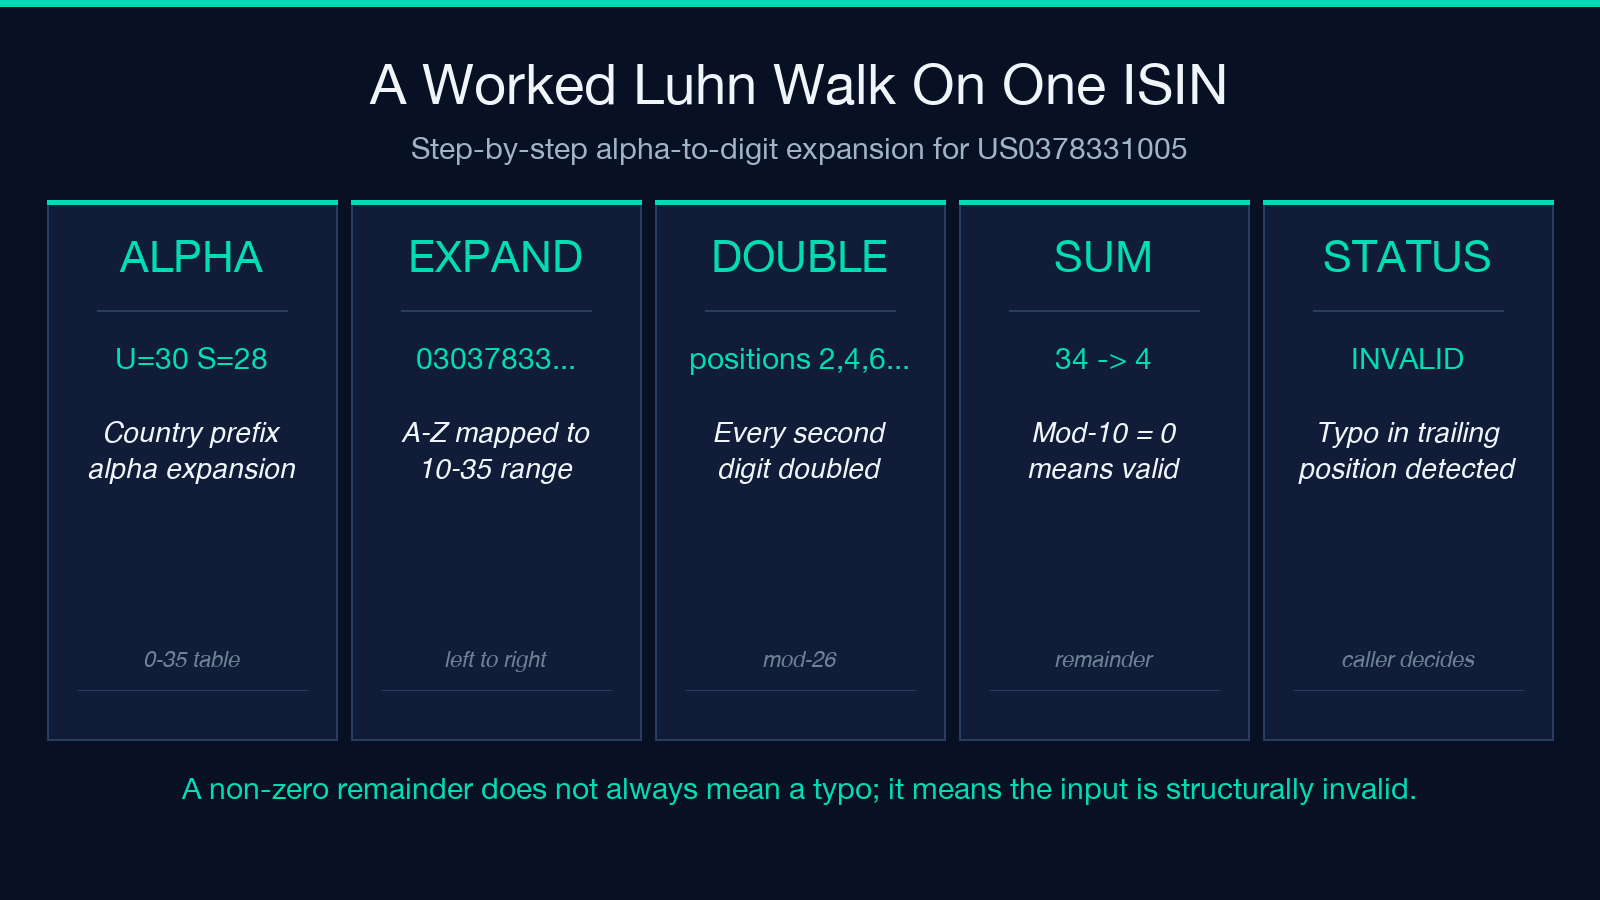 A Worked Luhn Walk On One ISIN
Step-by-step alpha-to-digit expansion for US0378331005
ALPHA
U=30 S=28
Country prefix
alpha expansion
0-35 table
EXPAND
03037833...
A-Z mapped to
10-35 range
left to right
DOUBLE
positions 2,4,6...
Every second
digit doubled
mod-26
SUM
34 -> 4
Mod-10 = 0
means valid
remainder
STATUS
INVALID
Typo in trailing
position detected
caller decides
A non-zero remainder does not always mean a typo; it means the input is structurally invalid.